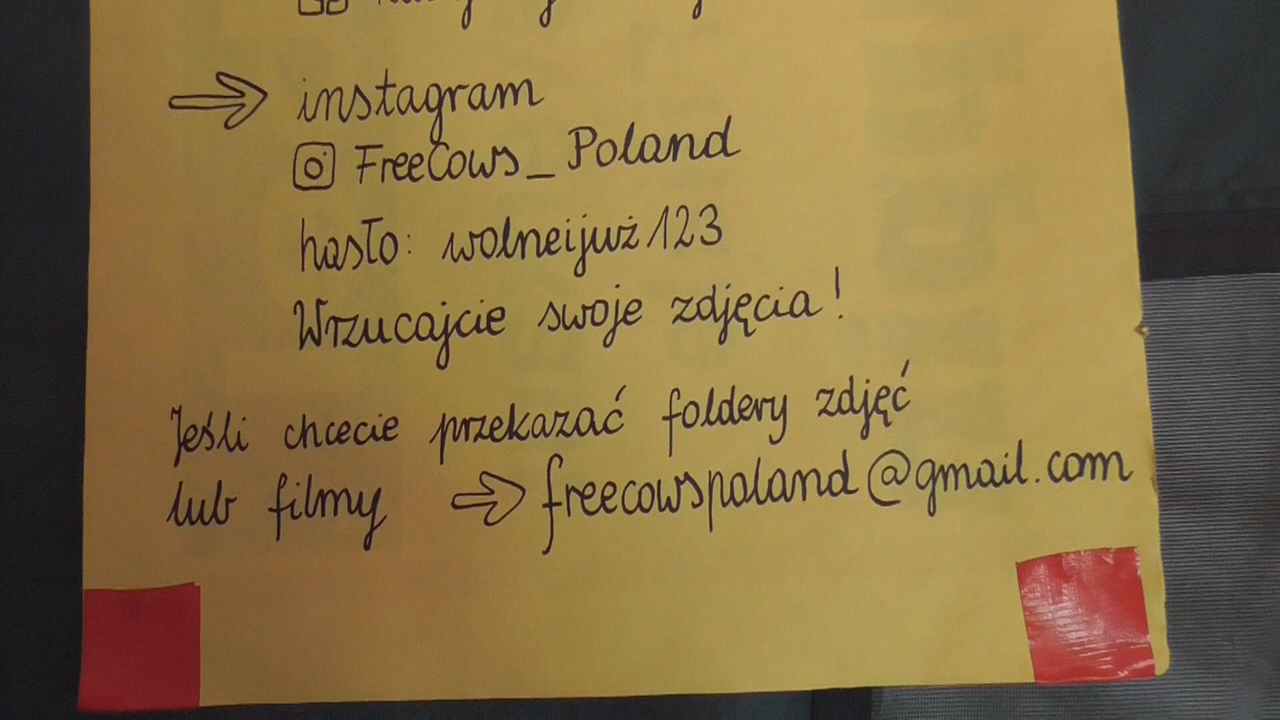 instagram
FreeCows_Poland
hasło: wolneijuż123
Wrzucajcie swoje zdjęcia!
Jeśli chcecie przekazać foldery zdjęć
lub filmy → freecowspoland@gmail.com